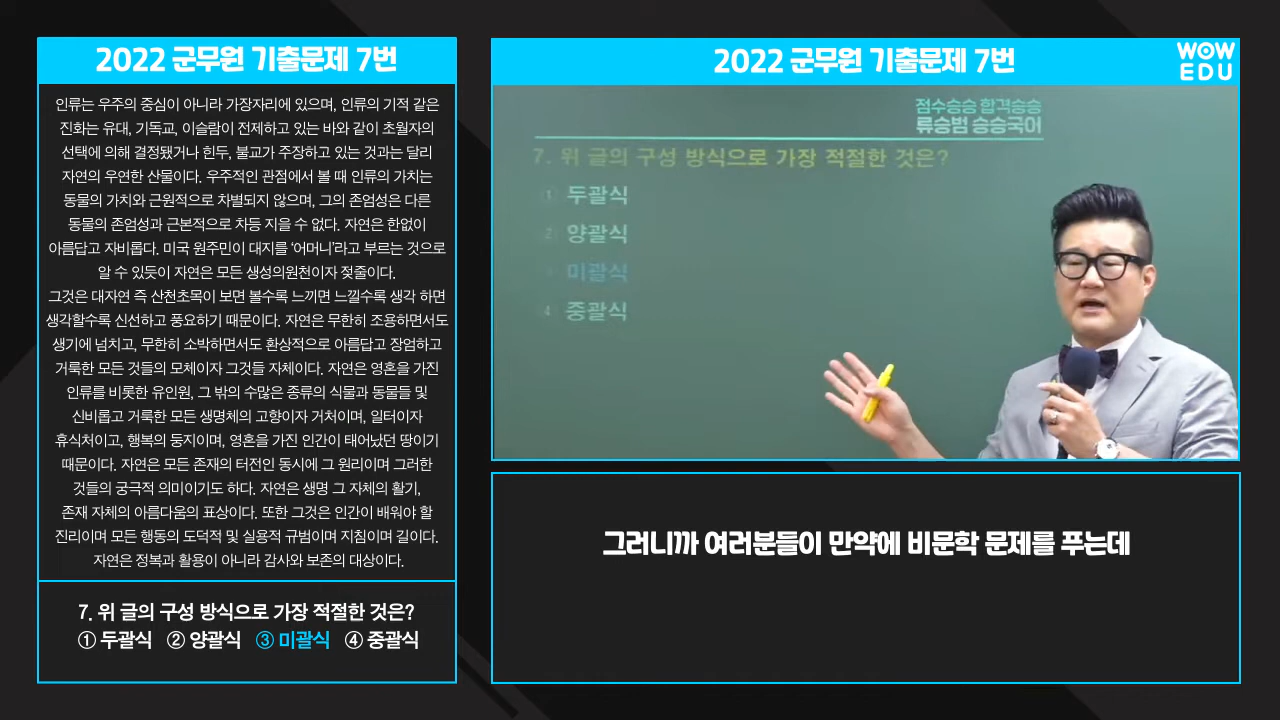 2022 군무원 기출문제 7번
인류는 우주의 중심이 아니라 가장자리에 있으며, 인류의 기적 같은
진화는 유대, 기독교, 이슬람이 전제하고 있는 바와 같이 초월자의
선택에 의해 결정됐거나 힌두, 불교가 주장하고 있는 것과는 달리
자연의 우연한 산물이다. 우주적인 관점에서 볼 때 인류의 가치는
동물의 가치와 근원적으로 차별되지 않으며, 그의 존엄성은 다른
동물의 존엄성과 근본적으로 차등 지을 수 없다. 자연은 한없이
아름답고 자비롭다. 미국 원주민이 대지를 '어머니'라고 부르는 것으로
알 수 있듯이 자연은 모든 생성의원천이자 젖줄이다.
그것은 대자연 즉 산천초목이 보면 볼수록 느끼면 느낄수록 생각 하면
생각할수록 신선하고 풍요하기 때문이다. 자연은 무한히 조용하면서도
생기에 넘치고, 무한히 소박하면서도 환상적으로 아름답고 장엄하고
거룩한 모든 것들의 모체이자 그것들 자체이다. 자연은 영혼을 가진
인류를 비롯한 유인원, 그 밖의 수많은 종류의 식물과 동물들 및
신비롭고 거룩한 모든 생명체의 고향이자 거처이며, 일터이자
휴식처이고, 행복의 둥지이며, 영혼을 가진 인간이 태어났던 땅이기
때문이다. 자연은 모든 존재의 터전인 동시에 그 원리이며 그러한
것들의 궁극적 의미이기도 하다. 자연은 생명 그 자체의 활기,
존재 자체의 아름다움의 표상이다. 또한 그것은 인간이 배워야 할
진리이며 모든 행동의 도덕적 및 실용적 규범이며 지침이며 길이다.
자연은 정복과 활용이 아니라 감사와 보존의 대상이다.
7. 위 글의 구성 방식으로 가장 적절한 것은?
① 두괄식 ② 양괄식 ③ 미괄식 ④ 중괄식
2022 군무원 기출문제 7번
WOW
EDU
점수승승 합격승승
류승범 승승국어
7. 위 글의 구성 방식으로 가장 적절한 것은?
① 두괄식
② 양괄식
③ 미괄식
④ 중괄식
그러니까 여러분들이 만약에 비문학 문제를 푸는데